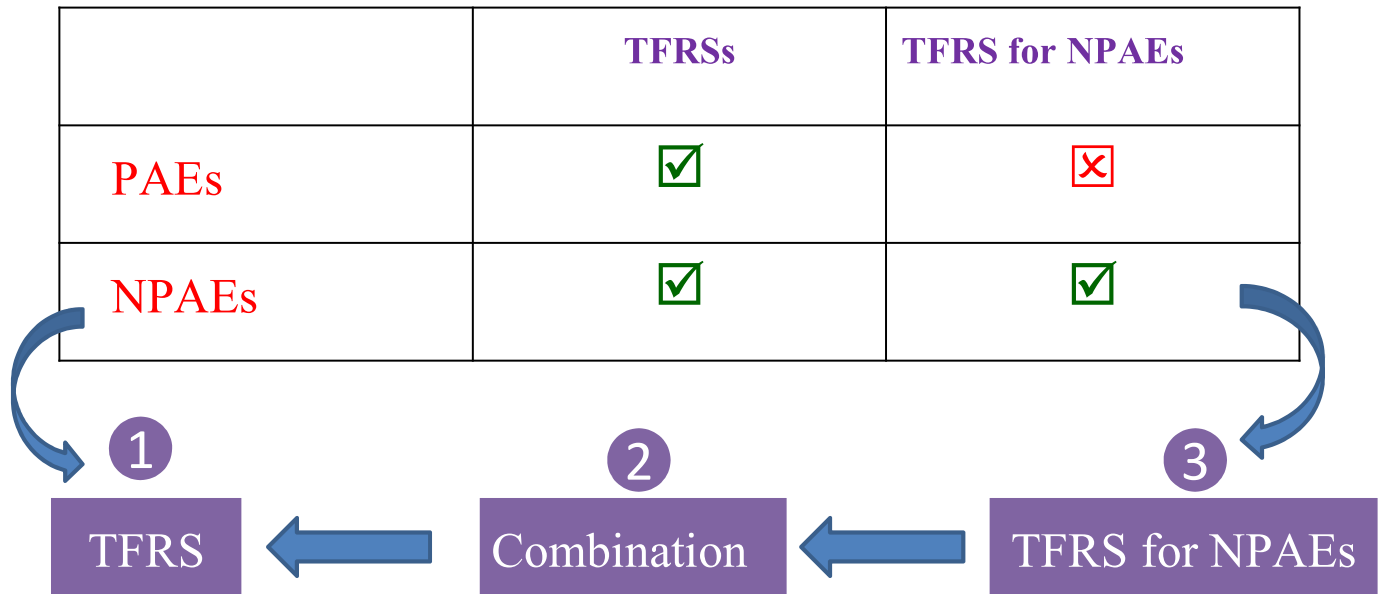 TFRSs
TFRS for NPAEs
PAEs
☑
☒
NPAEs
☑
☑
1
2
3
TFRS
Combination
TFRS for NPAEs